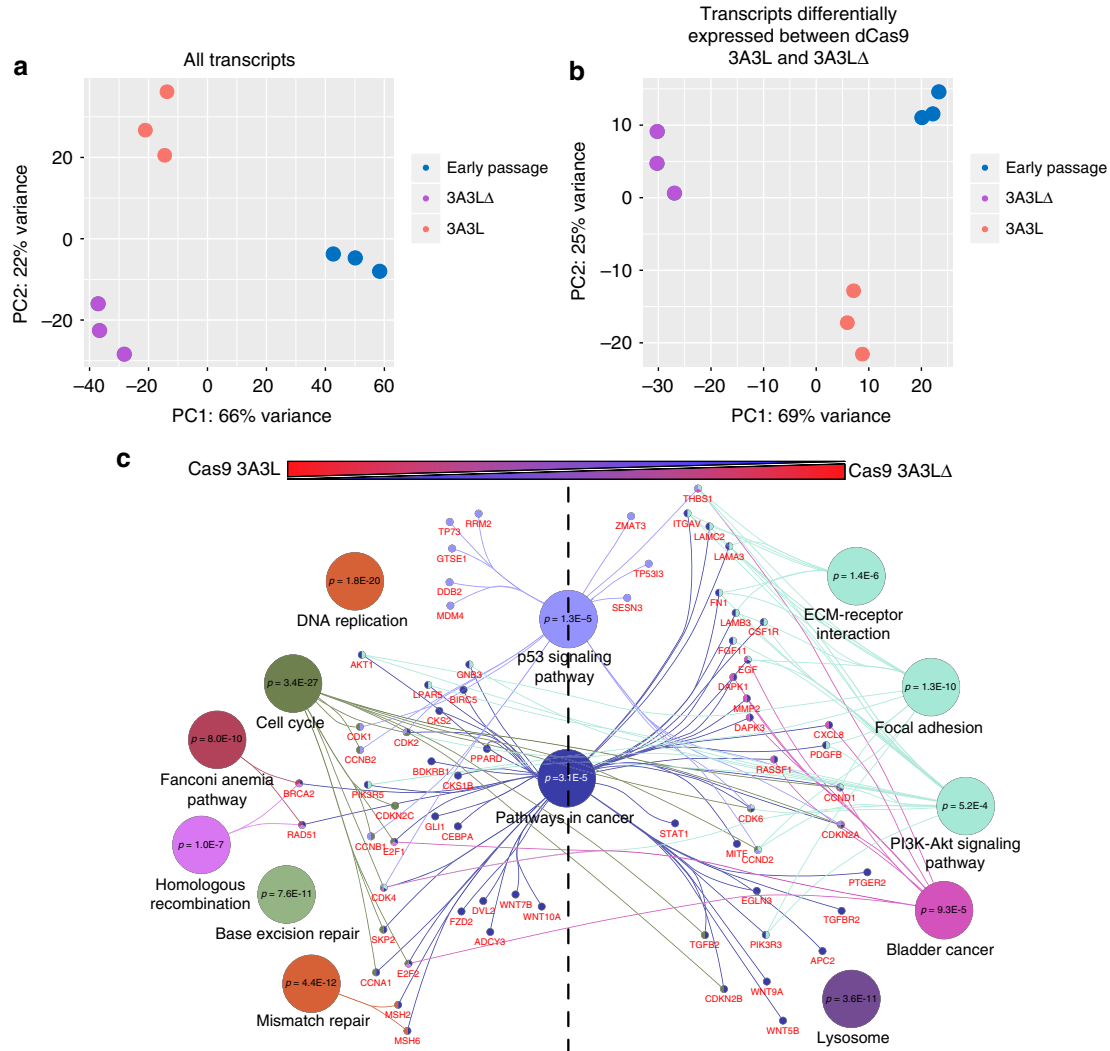 a
All transcripts
PC2: 22% variance
20
0
−20
−40
−20
0
20
40
60
PC1: 66% variance
Early passage
3A3LΔ
3A3L
b
Transcripts differentially
expressed between dCas9
3A3L and 3A3LΔ
PC2: 25% variance
10
0
−10
−20
−30
−20
−10
0
10
20
PC1: 69% variance
Early passage
3A3LΔ
3A3L
c
Cas9 3A3L
Cas9 3A3LΔ
THBS1
RRM2
TP73
ZMAT3
ITGAV
LAMC2
GTSE1
LAMA3
TP53I3
p = 1.8E-20
DNA replication
DDB2
MDM4
SESN3
p = 1.3E–5
p53 signaling
pathway
FN1
LAMB3
CSF1R
p = 1.4E-6
ECM-receptor
interaction
AKT1
GNB3
FGF11
EGF
p = 3.4E-27
Cell cycle
LPAR5
BIRC5
DAPK1
MMP2
p = 1.3E-10
Focal adhesion
CKS2
CDK1
CDK2
DAPK3
CXCL8
p = 8.0E-10
Fanconi anemia
pathway
CCNB2
PPARD
PDGFB
BDKRB1
CKS1B
RASSF1
p =3.1E-5
Pathways in cancer
BRCA2
PIK3R5
CCND1
p = 5.2E-4
PI3K-Akt signaling
pathway
CDKN2C
CDK6
RAD51
GLI1
CEBPA
STAT1
CDKN2A
p = 1.0E-7
Homologous
recombination
CCNB1
E2F1
MITF
CCND2
PTGER2
CDK4
p = 7.6E-11
Base excision repair
WNT7B
WNT10A
DVL2
FZD2
EGLN3
TGFBR2
p = 9.3E-5
Bladder cancer
SKP2
ADCY3
TGFB2
PIK3R3
APC2
E2F2
CCNA1
p = 4.4E-12
Mismatch repair
CDKN2B
WNT9A
p = 3.6E-11
Lysosome
MSH2
WNT5B
MSH6